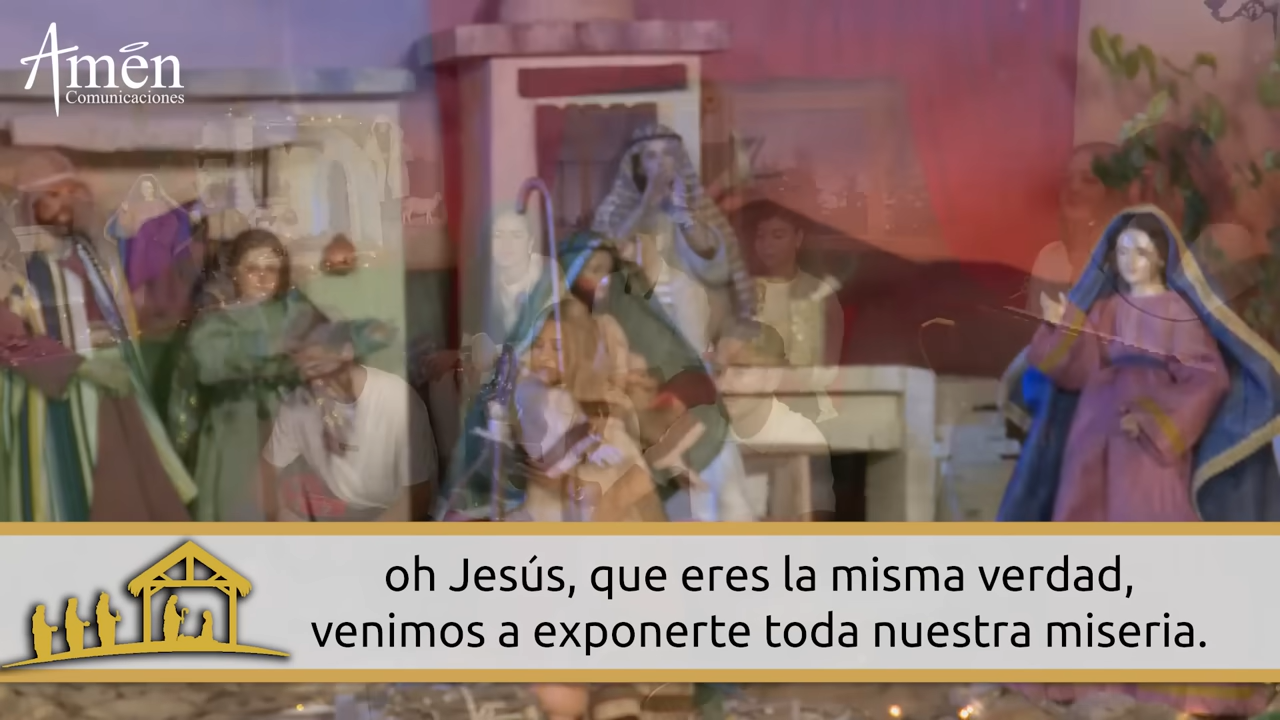 Amén
Comunicaciones
oh Jesús, que eres la misma verdad,
venimos a exponerte toda nuestra miseria.